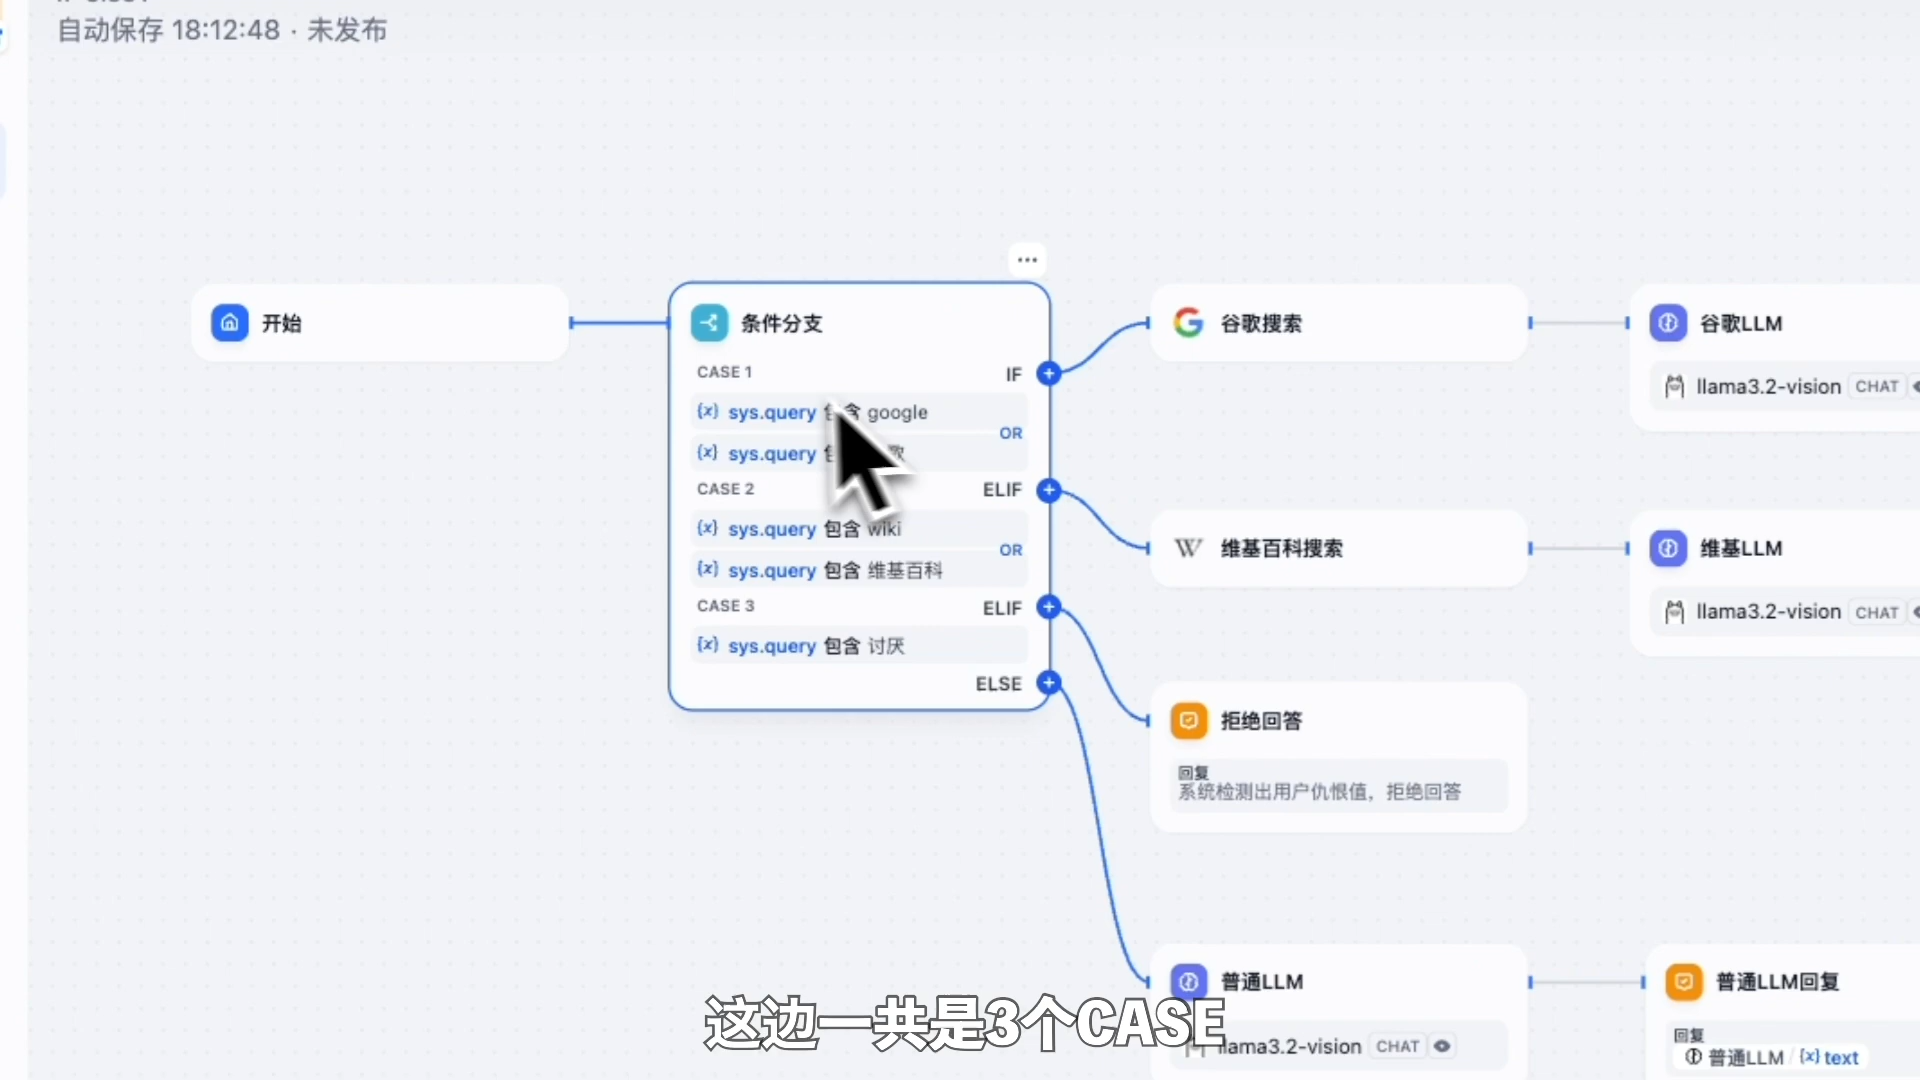 自动保存 18:12:48 · 未发布
开始
条件分支
CASE 1
IF
{x} sys.query 包含 google
OR
{x} sys.query
CASE 2
ELIF
{x} sys.query 包含 wiki
OR
{x} sys.query 包含 维基百科
CASE 3
ELIF
{x} sys.query 包含 讨厌
ELSE
谷歌搜索
谷歌LLM
llama3.2-vision CHAT
维基百科搜索
维基LLM
llama3.2-vision CHAT
拒绝回答
回复
系统检测出用户仇恨值，拒绝回答
普通LLM
llama3.2-vision CHAT
普通LLM回复
回复
普通LLM / {x} text
这边一共是3个CASE